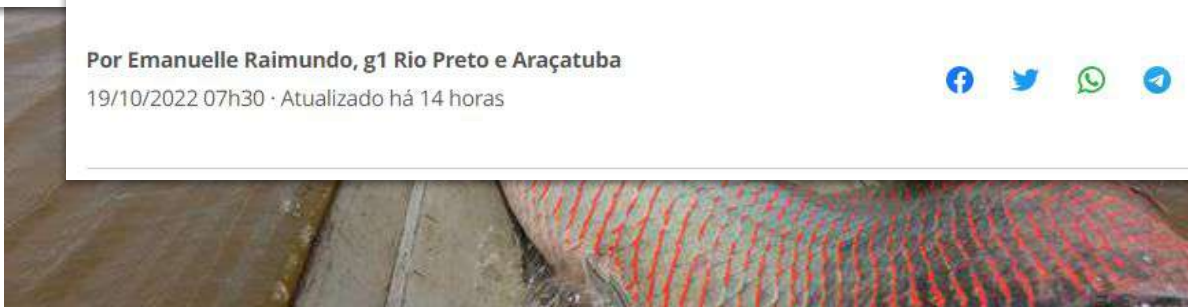 Por Emanuelle Raimundo, g1 Rio Preto e Araçatuba
19/10/2022 07h30 · Atualizado há 14 horas